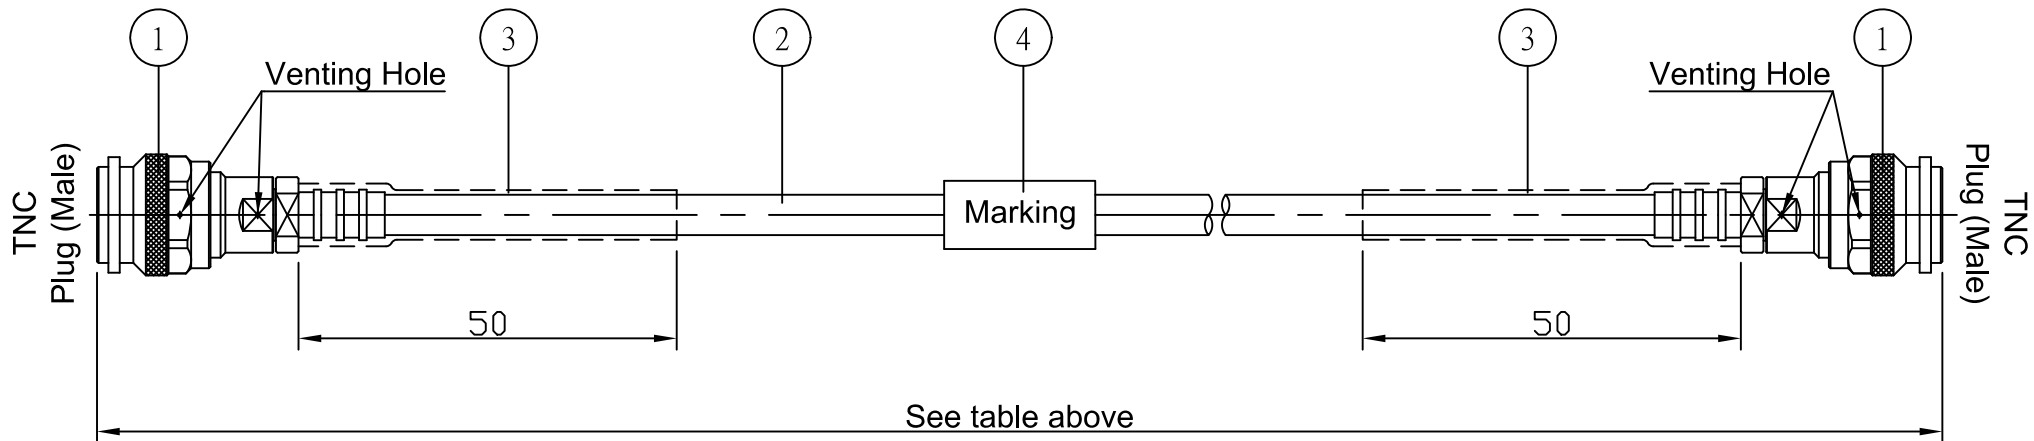 1
3
2
4
3
1
Venting Hole
Venting Hole
TNC
Plug (Male)
Marking
Plug (Male)
TNC
50
50
See table above